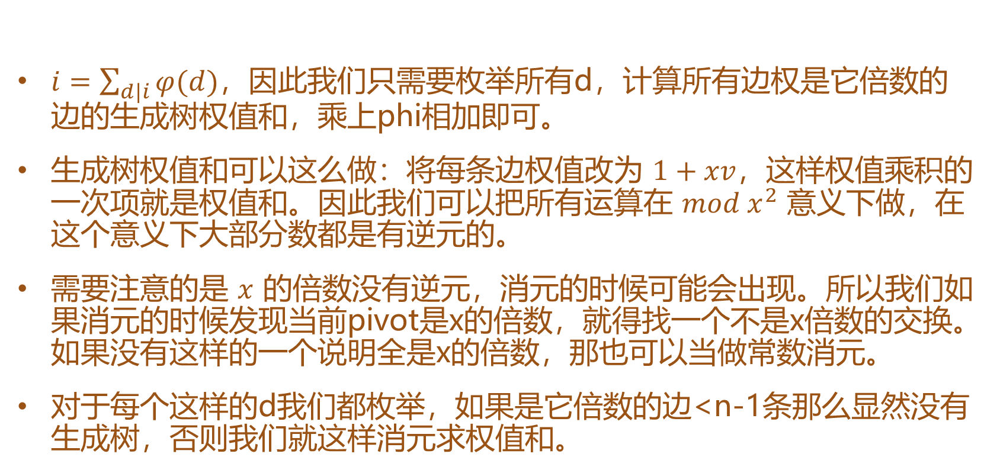 • i = ∑_{d|i} φ(d)，因此我们只需要枚举所有d，计算所有边权是它倍数的
边的生成树权值和，乘上phi相加即可。
• 生成树权值和可以这么做：将每条边权值改为 1 + xv，这样权值乘积的
一次项就是权值和。因此我们可以把所有运算在 mod x² 意义下做，在
这个意义下大部分数都是有逆元的。
• 需要注意的是 x 的倍数没有逆元，消元的时候可能会出现。所以我们如
果消元的时候发现当前pivot是x的倍数，就得找一个不是x倍数的交换。
如果没有这样的一个说明全是x的倍数，那也可以当做常数消元。
• 对于每个这样的d我们都枚举，如果是它倍数的边<n-1条那么显然没有
生成树，否则我们就这样消元求权值和。